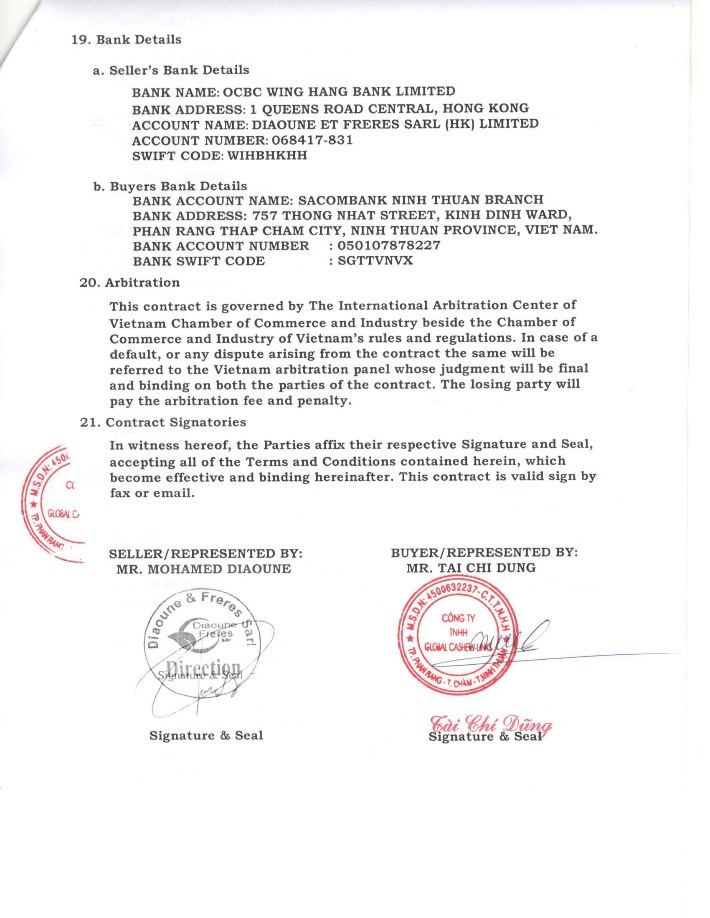 19. Bank Details
a. Seller's Bank Details
BANK NAME: OCBC WING HANG BANK LIMITED
BANK ADDRESS: 1 QUEENS ROAD CENTRAL, HONG KONG
ACCOUNT NAME: DIAOUNE ET FRERES SARL (HK) LIMITED
ACCOUNT NUMBER: 068417-831
SWIFT CODE: WIHBHKHH
b. Buyers Bank Details
BANK ACCOUNT NAME: SACOMBANK NINH THUAN BRANCH
BANK ADDRESS: 757 THONG NHAT STREET, KINH DINH WARD,
PHAN RANG THAP CHAM CITY, NINH THUAN PROVINCE, VIET NAM.
BANK ACCOUNT NUMBER : 050107878227
BANK SWIFT CODE : SGTTVNVX
20. Arbitration
This contract is governed by The International Arbitration Center of
Vietnam Chamber of Commerce and Industry beside the Chamber of
Commerce and Industry of Vietnam's rules and regulations. In case of a
default, or any dispute arising from the contract the same will be
referred to the Vietnam arbitration panel whose judgment will be final
and binding on both the parties of the contract. The losing party will
pay the arbitration fee and penalty.
21. Contract Signatories
In witness hereof, the Parties affix their respective Signature and Seal,
accepting all of the Terms and Conditions contained herein, which
become effective and binding hereinafter. This contract is valid sign by
fax or email.
★ M.S.D.N: 450
GLOBAL CA
TP. PHAN RANG -
SELLER/REPRESENTED BY:
MR. MOHAMED DIAOUNE
Diaoune & Freres Sarl
Diaoune
Freres
Direction
Signature & Seal
Signature & Seal
BUYER/REPRESENTED BY:
MR. TAI CHI DUNG
★ M.S.D.N: 4500632237-C.T.T.N.H.H ★
CÔNG TY
TNHH
GLOBAL CASHEW LINKS
TP. PHAN RANG - T. CHÀM - T. NINH THUẬN
Tài Chí Dũng
Signature & Seal